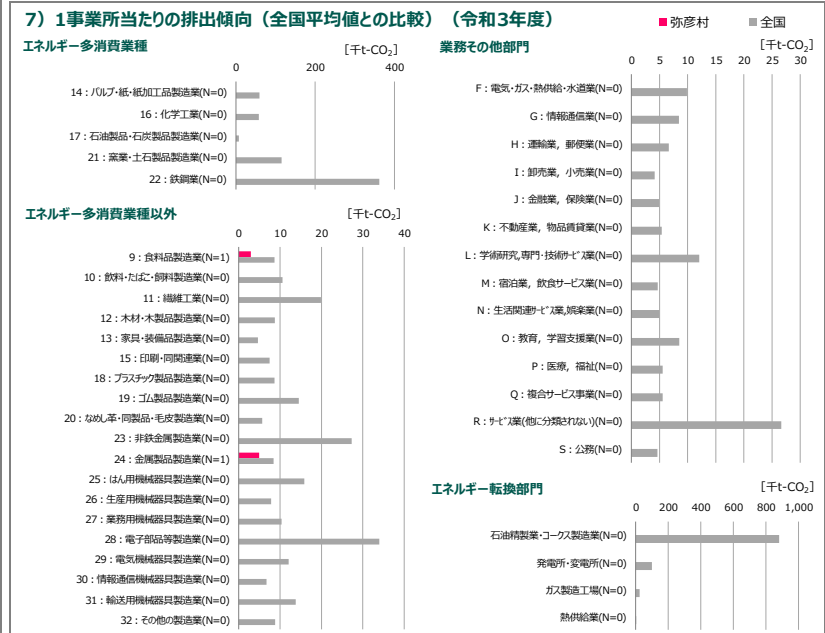 7）1事業所当たりの排出傾向（全国平均値との比較）（令和3年度）
弥彦村
全国
エネルギー多消費業種
[千t-CO₂]
0 200 400
14：パルプ・紙・紙加工品製造業(N=0)
16：化学工業(N=0)
17：石油製品・石炭製品製造業(N=0)
21：窯業・土石製品製造業(N=0)
22：鉄鋼業(N=0)
エネルギー多消費業種以外
[千t-CO₂]
0 10 20 30 40
9：食料品製造業(N=1)
10：飲料・たばこ・飼料製造業(N=0)
11：繊維工業(N=0)
12：木材・木製品製造業(N=0)
13：家具・装備品製造業(N=0)
15：印刷・同関連業(N=0)
18：プラスチック製品製造業(N=0)
19：ゴム製品製造業(N=0)
20：なめし革・同製品・毛皮製造業(N=0)
23：非鉄金属製造業(N=0)
24：金属製品製造業(N=1)
25：はん用機械器具製造業(N=0)
26：生産用機械器具製造業(N=0)
27：業務用機械器具製造業(N=0)
28：電子部品等製造業(N=0)
29：電気機械器具製造業(N=0)
30：情報通信機械器具製造業(N=0)
31：輸送用機械器具製造業(N=0)
32：その他の製造業(N=0)
業務その他部門
[千t-CO₂]
0 5 10 15 20 25 30
F：電気・ガス・熱供給・水道業(N=0)
G：情報通信業(N=0)
H：運輸業，郵便業(N=0)
I：卸売業，小売業(N=0)
J：金融業，保険業(N=0)
K：不動産業，物品賃貸業(N=0)
L：学術研究,専門・技術サービス業(N=0)
M：宿泊業，飲食サービス業(N=0)
N：生活関連サービス業,娯楽業(N=0)
O：教育，学習支援業(N=0)
P：医療，福祉(N=0)
Q：複合サービス事業(N=0)
R：サービス業(他に分類されない)(N=0)
S：公務(N=0)
エネルギー転換部門
[千t-CO₂]
0 200 400 600 800 1,000
石油精製業・コークス製造業(N=0)
発電所・変電所(N=0)
ガス製造工場(N=0)
熱供給業(N=0)